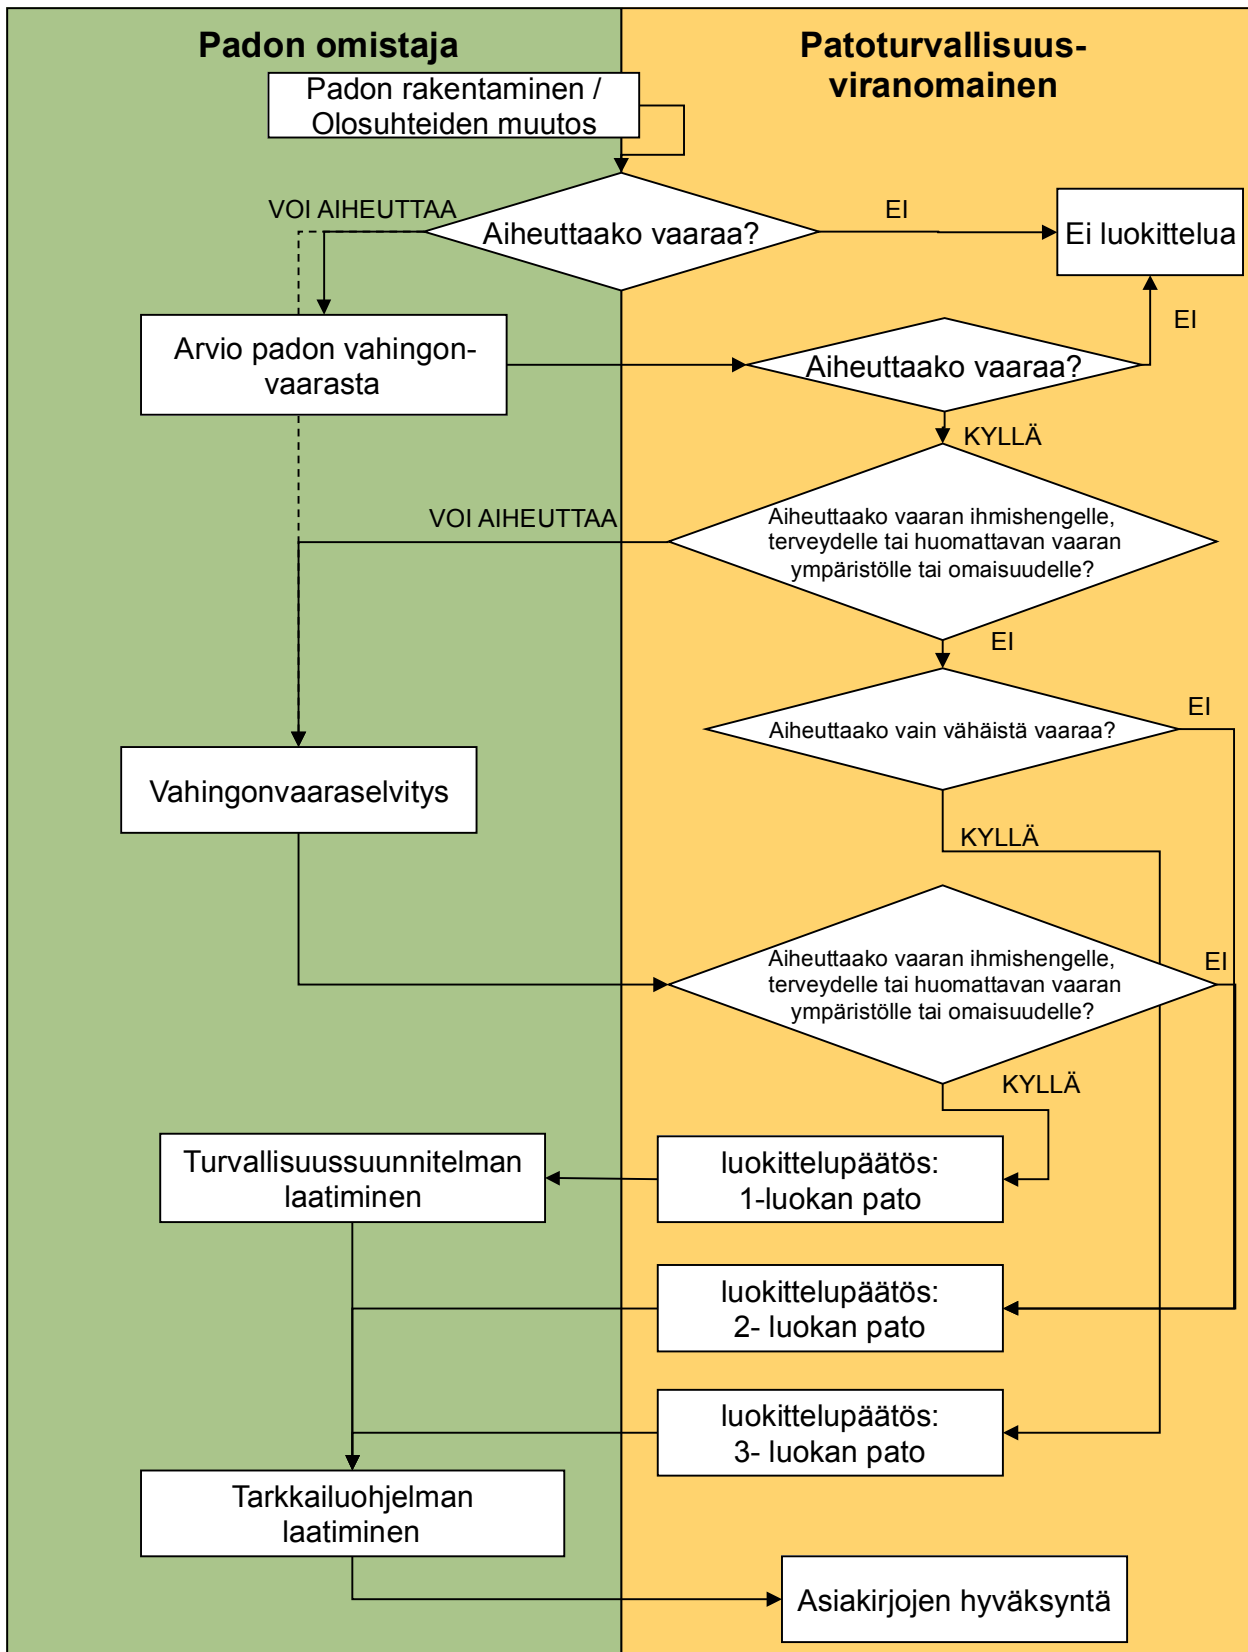 Padon omistaja
Patoturvallisuus-
viranomainen
Padon rakentaminen /
Olosuhteiden muutos
VOI AIHEUTTAA
Aiheuttaako vaaraa?
EI
Ei luokittelua
Arvio padon vahingon-
vaarasta
Aiheuttaako vaaraa?
EI
KYLLÄ
VOI AIHEUTTAA
Aiheuttaako vaaran ihmishengelle,
terveydelle tai huomattavan vaaran
ympäristölle tai omaisuudelle?
EI
Aiheuttaako vain vähäistä vaaraa?
EI
Vahingonvaaraselvitys
KYLLÄ
Aiheuttaako vaaran ihmishengelle,
terveydelle tai huomattavan vaaran
ympäristölle tai omaisuudelle?
EI
KYLLÄ
Turvallisuussuunnitelman
laatiminen
luokittelupäätös:
1-luokan pato
luokittelupäätös:
2- luokan pato
luokittelupäätös:
3- luokan pato
Tarkkailuohjelman
laatiminen
Asiakirjojen hyväksyntä